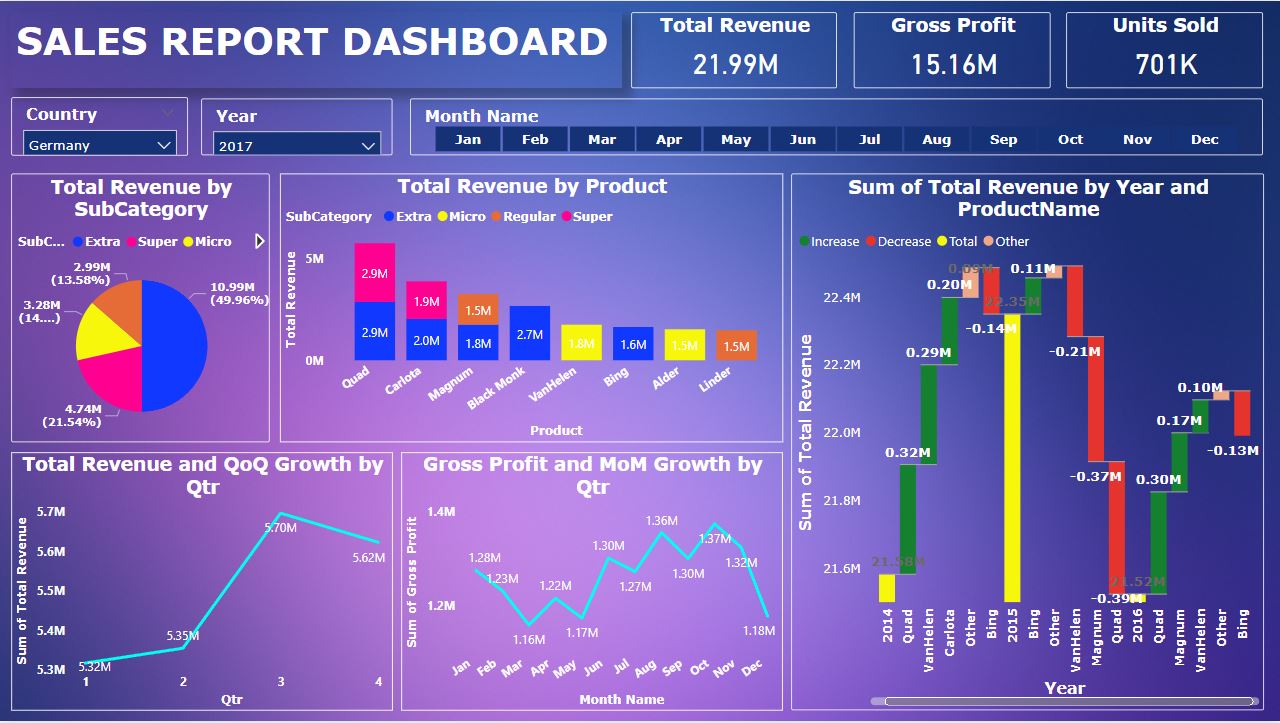 SALES REPORT DASHBOARD
Total Revenue
21.99M
Gross Profit
15.16M
Units Sold
701K
Country
Germany
Year
2017
Month Name
Jan Feb Mar Apr May Jun Jul Aug Sep Oct Nov Dec
Total Revenue by
SubCategory
SubC... Extra Super Micro
2.99M
(13.58%)
10.99M
(49.96%)
3.28M
(14....)
4.74M
(21.54%)
Total Revenue by Product
SubCategory Extra Micro Regular Super
Total Revenue
5M
0M
2.9M
2.9M
1.9M
2.0M
1.5M
1.8M
2.7M
1.8M
1.6M
1.5M
1.5M
Quad Carlota Magnum Black Monk VanHelen Bing Alder Linder
Product
Sum of Total Revenue by Year and
ProductName
Increase Decrease Total Other
Sum of Total Revenue
22.4M
22.2M
22.0M
21.8M
21.6M
21.58M
0.32M
0.29M
0.20M
0.09M
-0.14M
22.35M
0.11M
-0.21M
-0.37M
-0.39M
21.52M
0.30M
0.17M
0.10M
-0.13M
2014 Quad VanHelen Carlota Other Bing 2015 Bing Other VanHelen Magnum Quad 2016 Quad Magnum VanHelen Other Bing
Year
Total Revenue and QoQ Growth by
Qtr
Sum of Total Revenue
5.7M
5.6M
5.5M
5.4M
5.3M
5.32M
5.35M
5.70M
5.62M
1 2 3 4
Qtr
Gross Profit and MoM Growth by
Qtr
Sum of Gross Profit
1.4M
1.2M
1.28M
1.23M
1.16M
1.22M
1.17M
1.30M
1.27M
1.36M
1.30M
1.37M
1.32M
1.18M
Jan Feb Mar Apr May Jun Jul Aug Sep Oct Nov Dec
Month Name